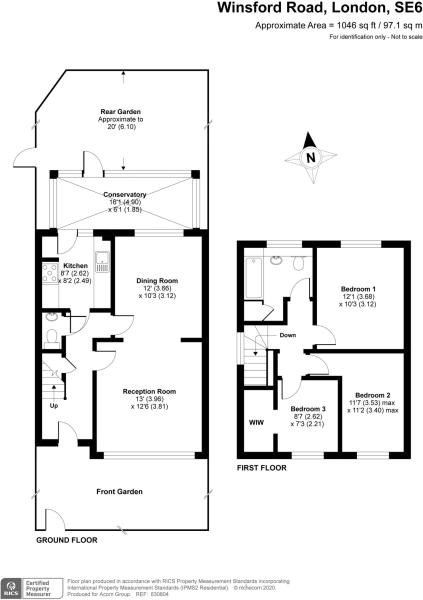 Winsford Road, London, SE6
Approximate Area = 1046 sq ft / 97.1 sq m
For identification only - Not to scale
Rear Garden
Approximate to
20' (6.10)
N
Conservatory
16'1 (4.90)
x 6'1 (1.85)
Kitchen
8'7 (2.62)
x 8'2 (2.49)
Dining Room
12' (3.66)
x 10'3 (3.12)
Reception Room
13' (3.96)
x 12'6 (3.81)
Up
Front Garden
GROUND FLOOR
Bedroom 1
12'1 (3.68)
x 10'3 (3.12)
Down
Bedroom 2
11'7 (3.53) max
x 11'2 (3.40) max
Bedroom 3
8'7 (2.62)
x 7'3 (2.21)
WIW
FIRST FLOOR
RICS
Certified
Property
Measurer
Floor plan produced in accordance with RICS Property Measurement Standards incorporating
International Property Measurement Standards (IPMS2 Residential). © nichecom 2020.
Produced for Acorn Group. REF: 630804